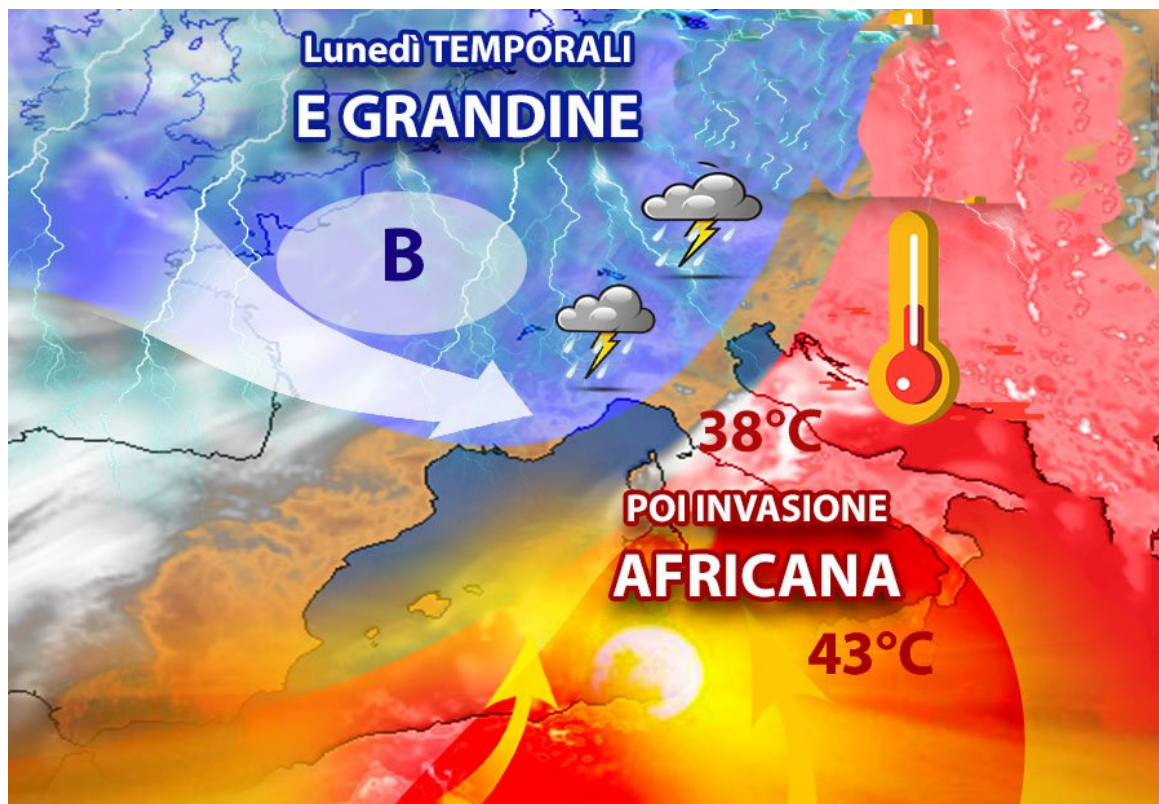 Lunedì TEMPORALI
E GRANDINE
B
38°C
POI INVASIONE
AFRICANA
43°C